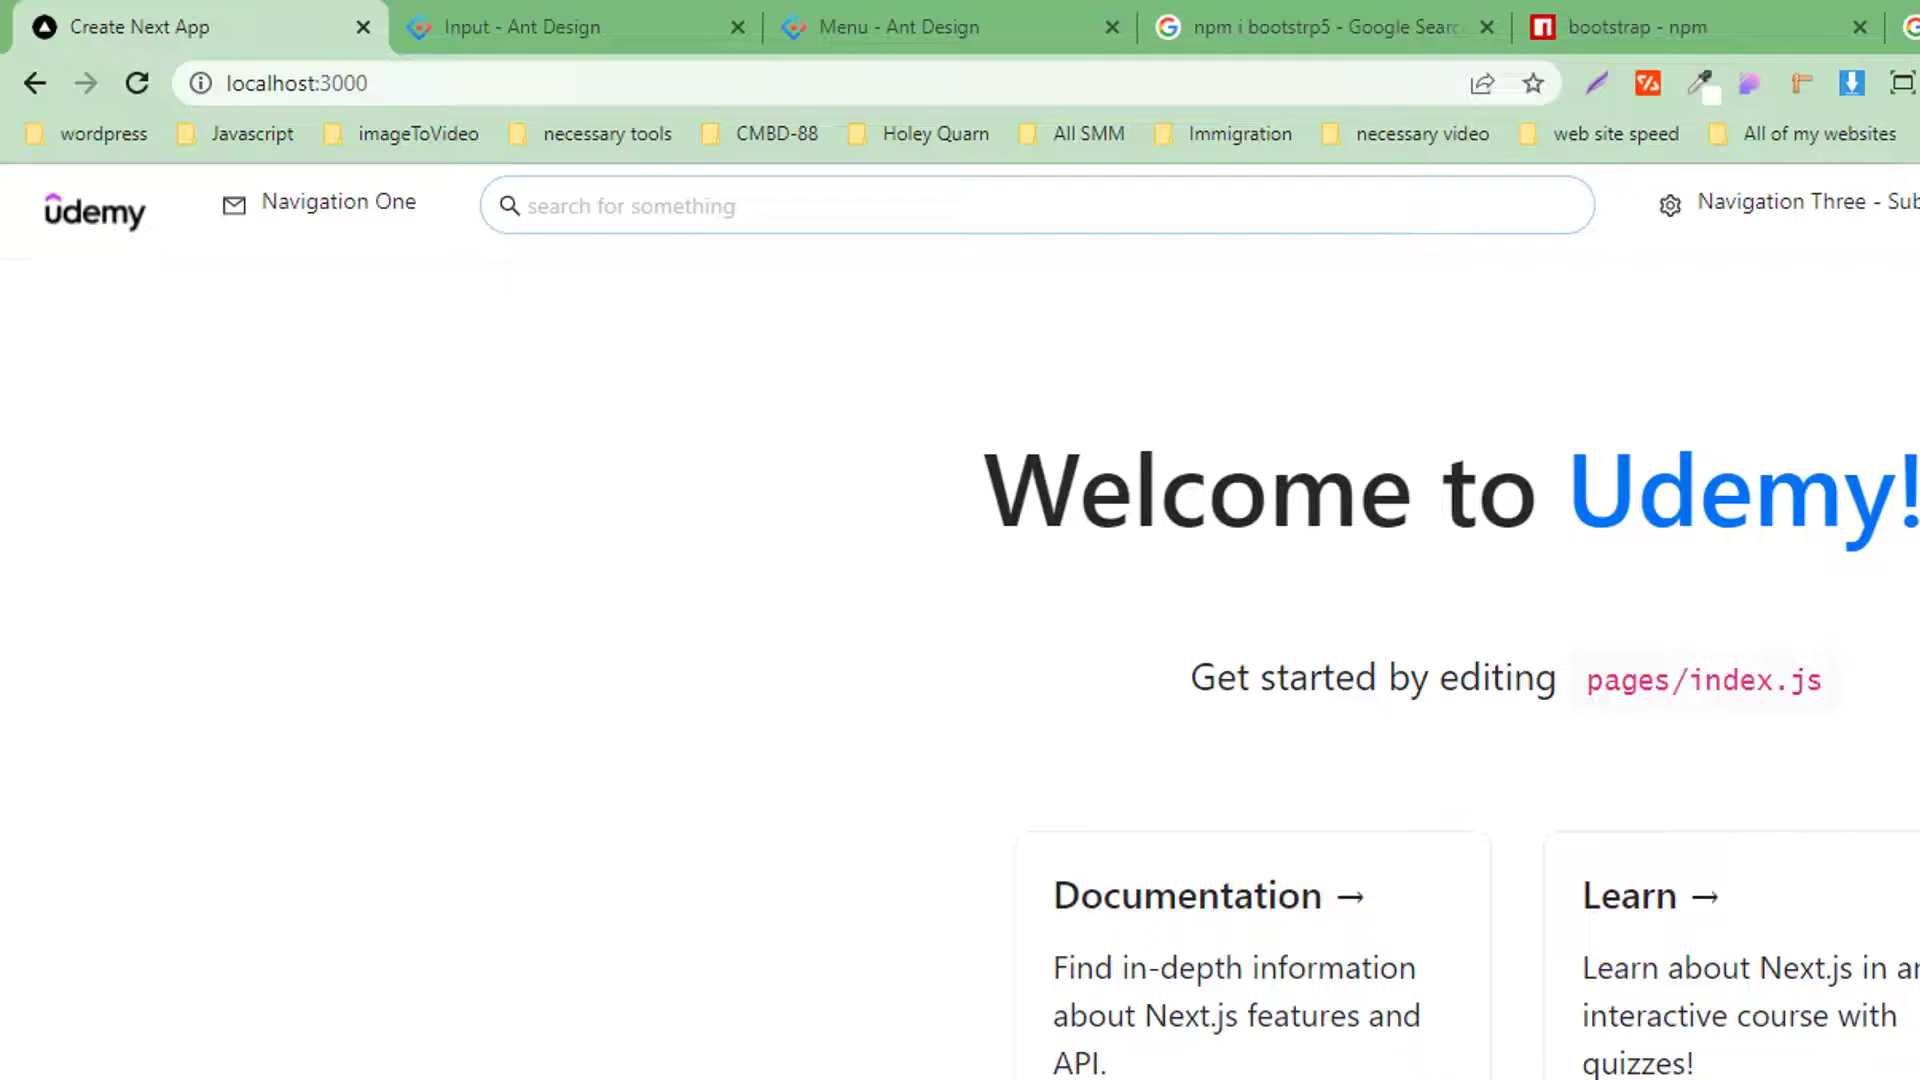 Create Next App
Input - Ant Design
Menu - Ant Design
npm i bootstrp5 - Google Searc
bootstrap - npm
localhost:3000
wordpress
Javascript
imageToVideo
necessary tools
CMBD-88
Holey Quarn
All SMM
Immigration
necessary video
web site speed
All of my websites
udemy
Navigation One
search for something
Navigation Three - Sub
Welcome to Udemy!
Get started by editing pages/index.js
Documentation →
Find in-depth information
about Next.js features and
API.
Learn →
Learn about Next.js in an
interactive course with
quizzes!